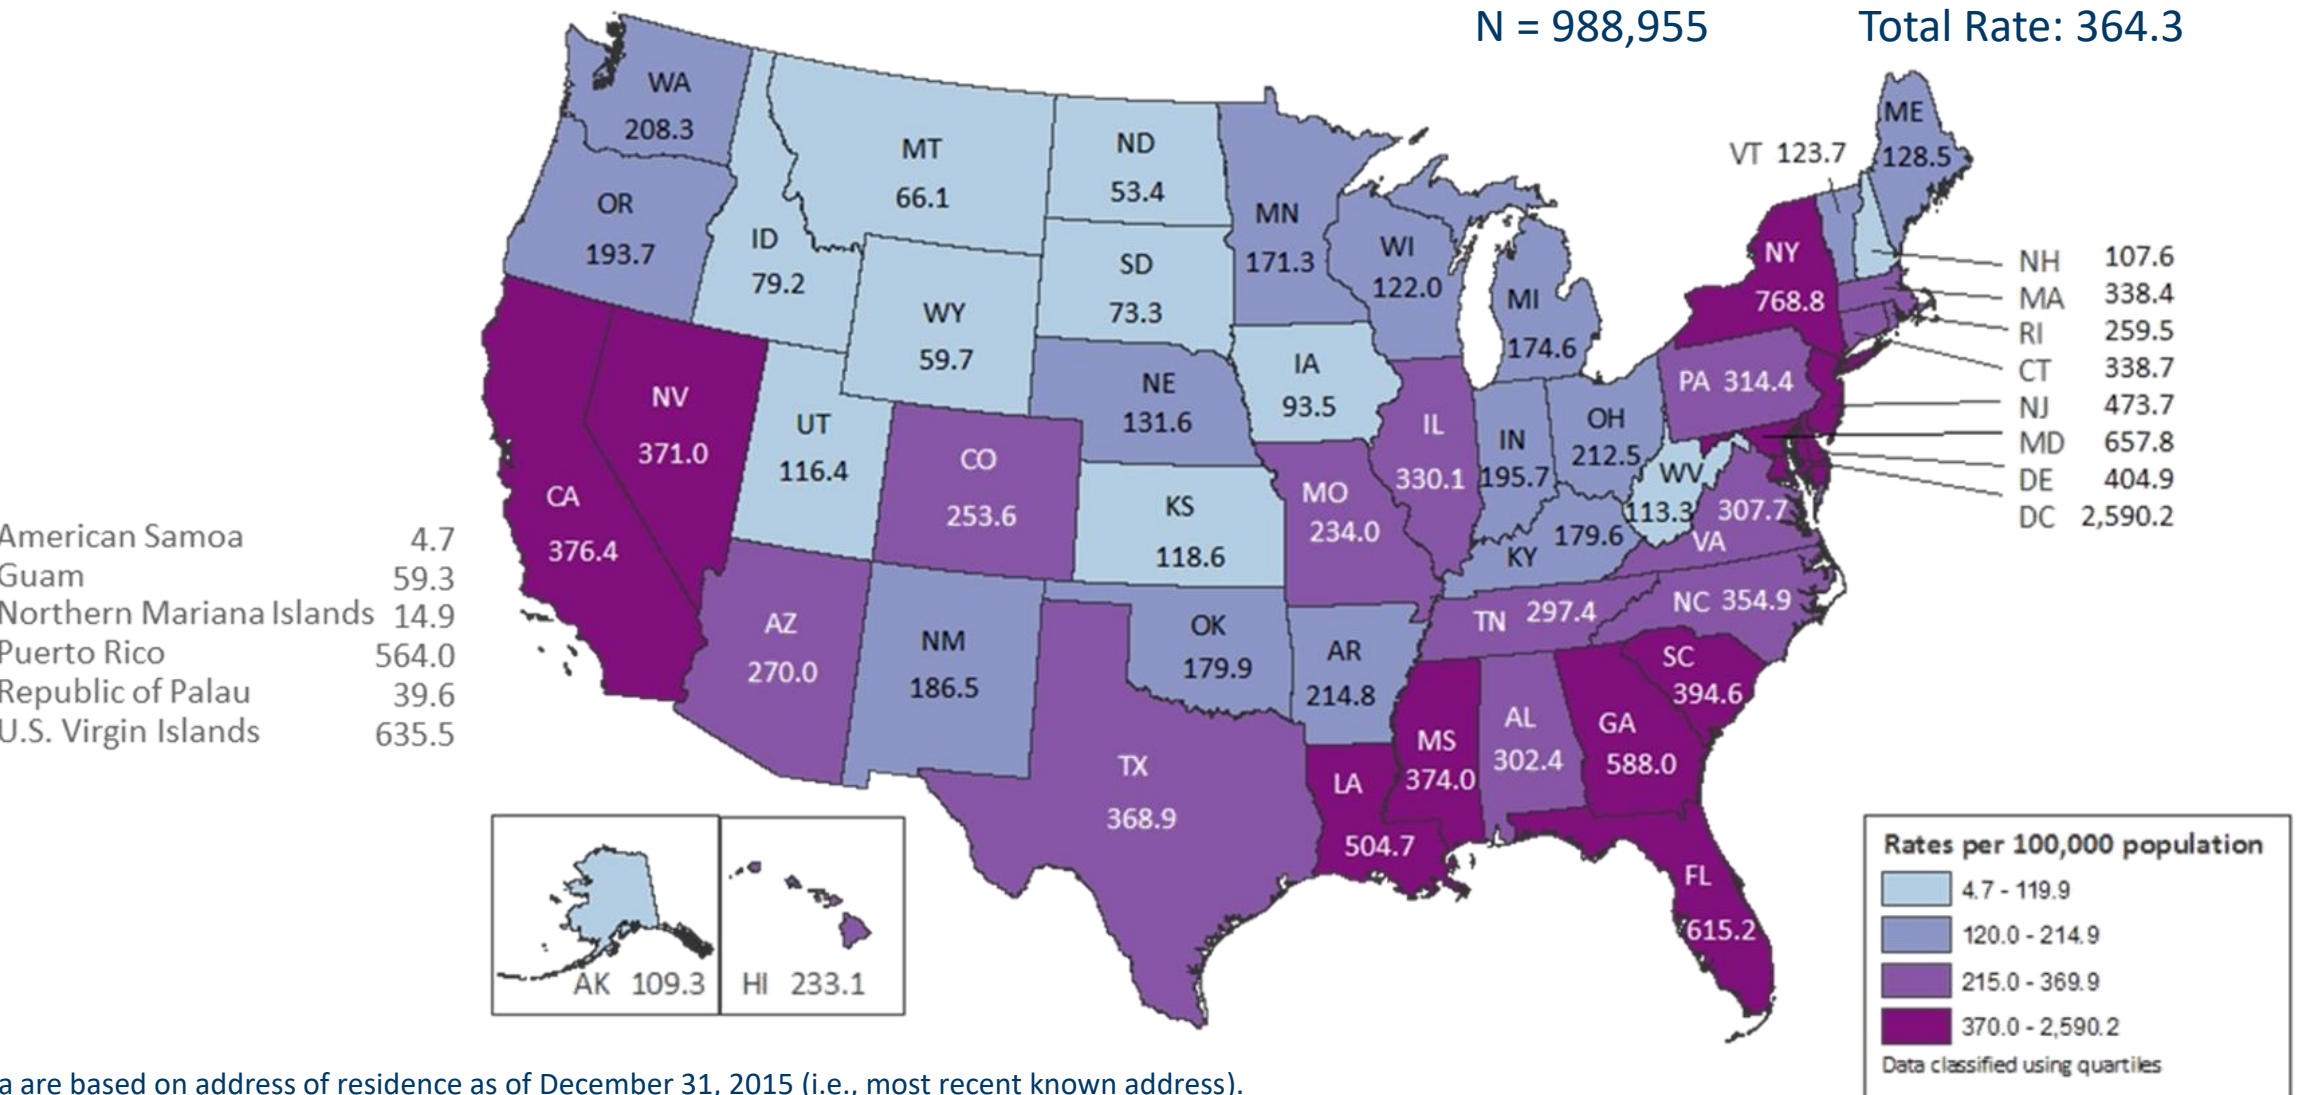 N = 988,955 Total Rate: 364.3
WA
208.3
OR
193.7
MT
66.1
ID
79.2
WY
59.7
ND
53.4
SD
73.3
NE
131.6
MN
171.3
WI
122.0
MI
174.6
IA
93.5
VT 123.7
ME
128.5
NY
768.8
PA 314.4
NH 107.6
MA 338.4
RI 259.5
CT 338.7
NJ 473.7
MD 657.8
DE 404.9
DC 2,590.2
CA
376.4
NV
371.0
UT
116.4
CO
253.6
KS
118.6
MO
234.0
IL
330.1
IN
195.7
OH
212.5
WV
113.3
307.7
VA
179.6
KY
AZ
270.0
NM
186.5
OK
179.9
AR
214.8
TN 297.4
NC 354.9
SC
394.6
TX
368.9
LA
504.7
MS
374.0
AL
302.4
GA
588.0
FL
615.2
American Samoa 4.7
Guam 59.3
Northern Mariana Islands 14.9
Puerto Rico 564.0
Republic of Palau 39.6
U.S. Virgin Islands 635.5
AK 109.3
HI 233.1
Rates per 100,000 population
4.7 - 119.9
120.0 - 214.9
215.0 - 369.9
370.0 - 2,590.2
Data classified using quartiles
a are based on address of residence as of December 31, 2015 (i.e., most recent known address).